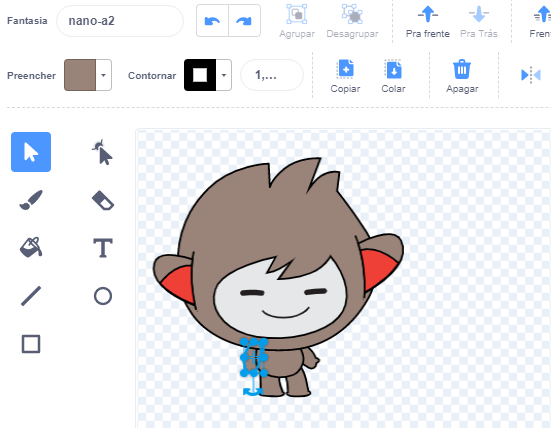 Fantasia
nano-a2
Agrupar
Desagrupar
Pra frente
Pra Trás
Frent
Preencher
Contornar
1,...
Copiar
Colar
Apagar
T